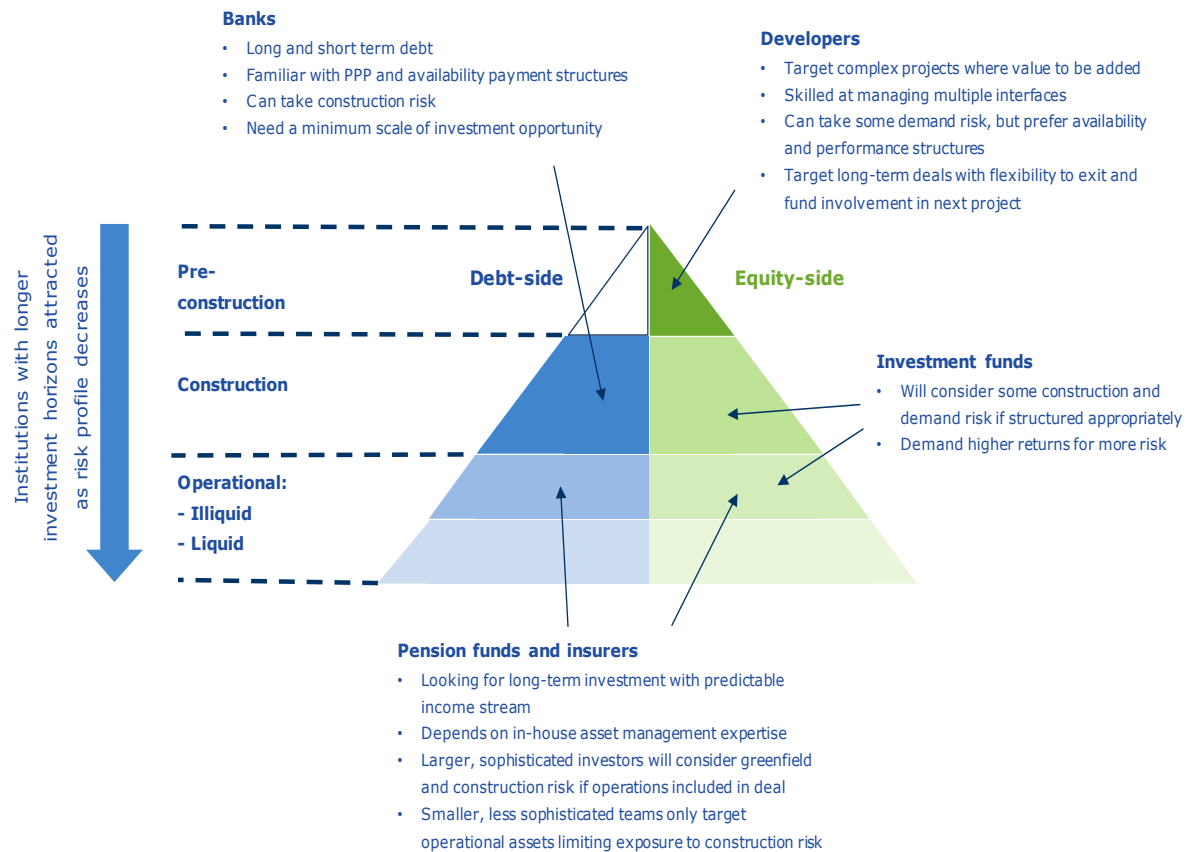 Banks
• Long and short term debt
• Familiar with PPP and availability payment structures
• Can take construction risk
• Need a minimum scale of investment opportunity
Developers
• Target complex projects where value to be added
• Skilled at managing multiple interfaces
• Can take some demand risk, but prefer availability
and performance structures
• Target long-term deals with flexibility to exit and
fund involvement in next project
Institutions with longer
investment horizons attracted
as risk profile decreases
Pre-
construction
Debt-side
Equity-side
Construction
Investment funds
• Will consider some construction and
demand risk if structured appropriately
• Demand higher returns for more risk
Operational:
- Illiquid
- Liquid
Pension funds and insurers
• Looking for long-term investment with predictable
income stream
• Depends on in-house asset management expertise
• Larger, sophisticated investors will consider greenfield
and construction risk if operations included in deal
• Smaller, less sophisticated teams only target
operational assets limiting exposure to construction risk